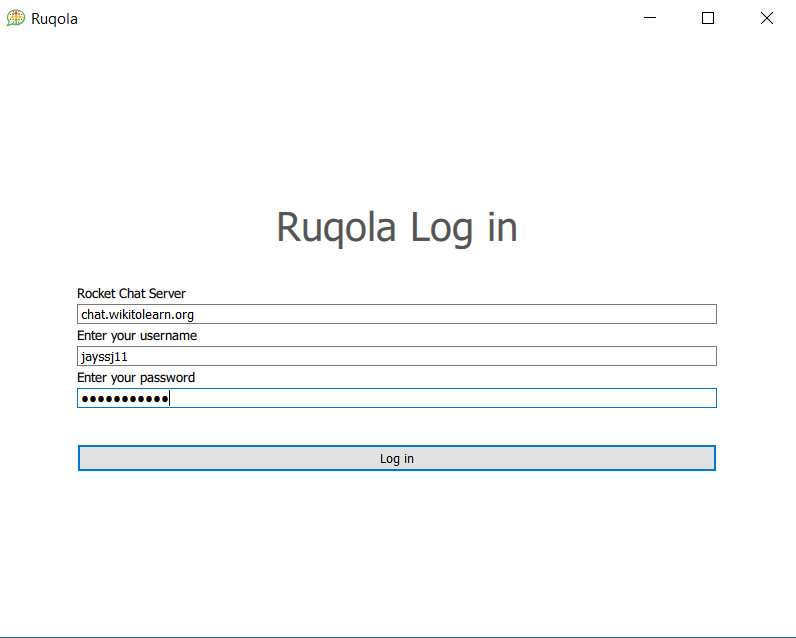 Ruqola
Ruqola Log in
Rocket Chat Server
chat.wikitolearn.org
Enter your username
jayssj11
Enter your password
●●●●●●●●●●●
Log in